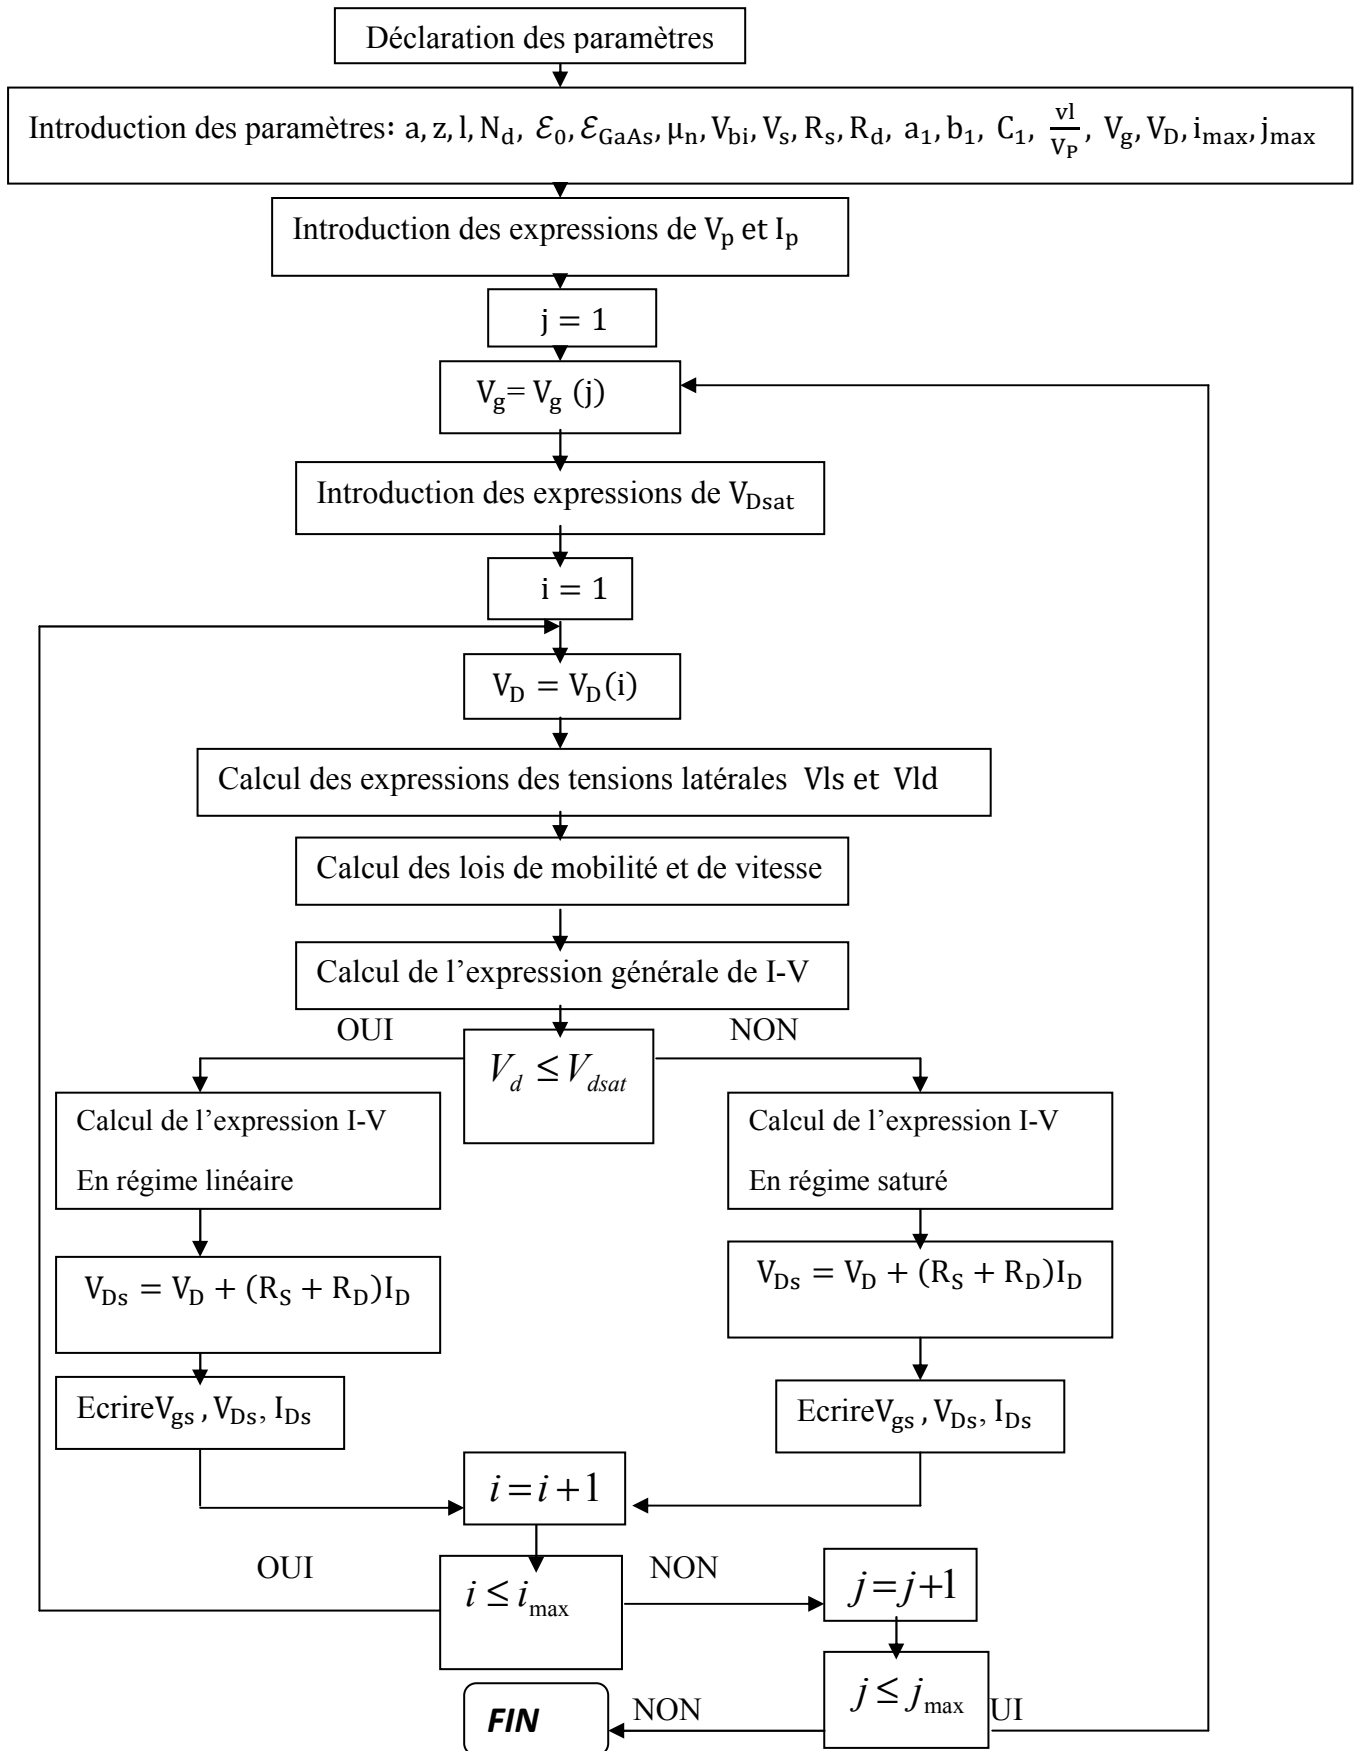 Déclaration des paramètres
Introduction des paramètres: a, z, l, N_d, ℰ_0, ℰ_GaAs, μ_n, V_bi, V_s, R_s, R_d, a_1, b_1, C_1, vl/V_P, V_g, V_D, i_max, j_max
Introduction des expressions de V_p et I_p
j = 1
V_g= V_g (j)
Introduction des expressions de V_Dsat
i = 1
V_D = V_D(i)
Calcul des expressions des tensions latérales Vls et Vld
Calcul des lois de mobilité et de vitesse
Calcul de l’expression générale de I-V
OUI
NON
V_d ≤ V_dsat
Calcul de l’expression I-V
En régime linéaire
Calcul de l’expression I-V
En régime saturé
V_Ds = V_D + (R_S + R_D)I_D
V_Ds = V_D + (R_S + R_D)I_D
EcrireV_gs , V_Ds, I_Ds
EcrireV_gs , V_Ds, I_Ds
i = i +1
OUI
NON
i ≤ i_max
j = j +1
j ≤ j_max
UI
NON
FIN